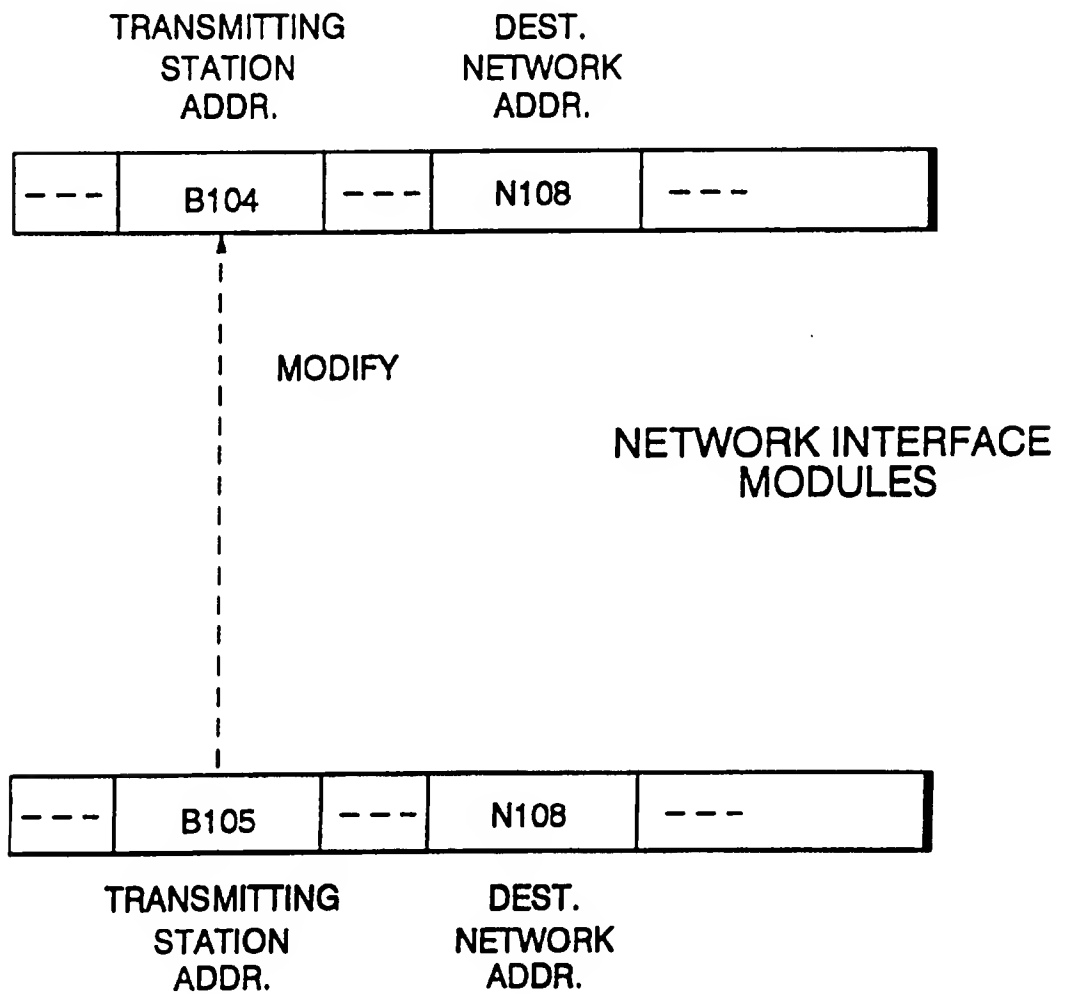 TRANSMITTING
STATION
ADDR.
DEST.
NETWORK
ADDR.
--- B104 --- N108 ---
MODIFY
NETWORK INTERFACE
MODULES
--- B105 --- N108 ---
TRANSMITTING
STATION
ADDR.
DEST.
NETWORK
ADDR.